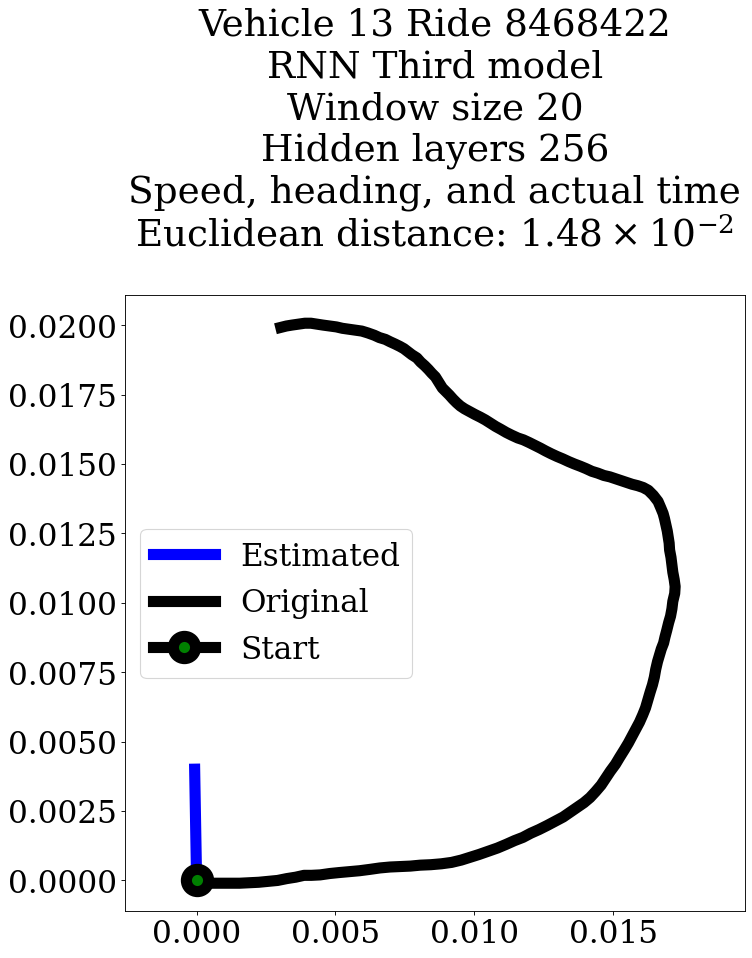 Vehicle 13 Ride 8468422
RNN Third model
Window size 20
Hidden layers 256
Speed, heading, and actual time
Euclidean distance: 1.48 × 10⁻²
0.0200
0.0175
0.0150
0.0125
0.0100
0.0075
0.0050
0.0025
0.0000
Estimated
Original
Start
0.000 0.005 0.010 0.015